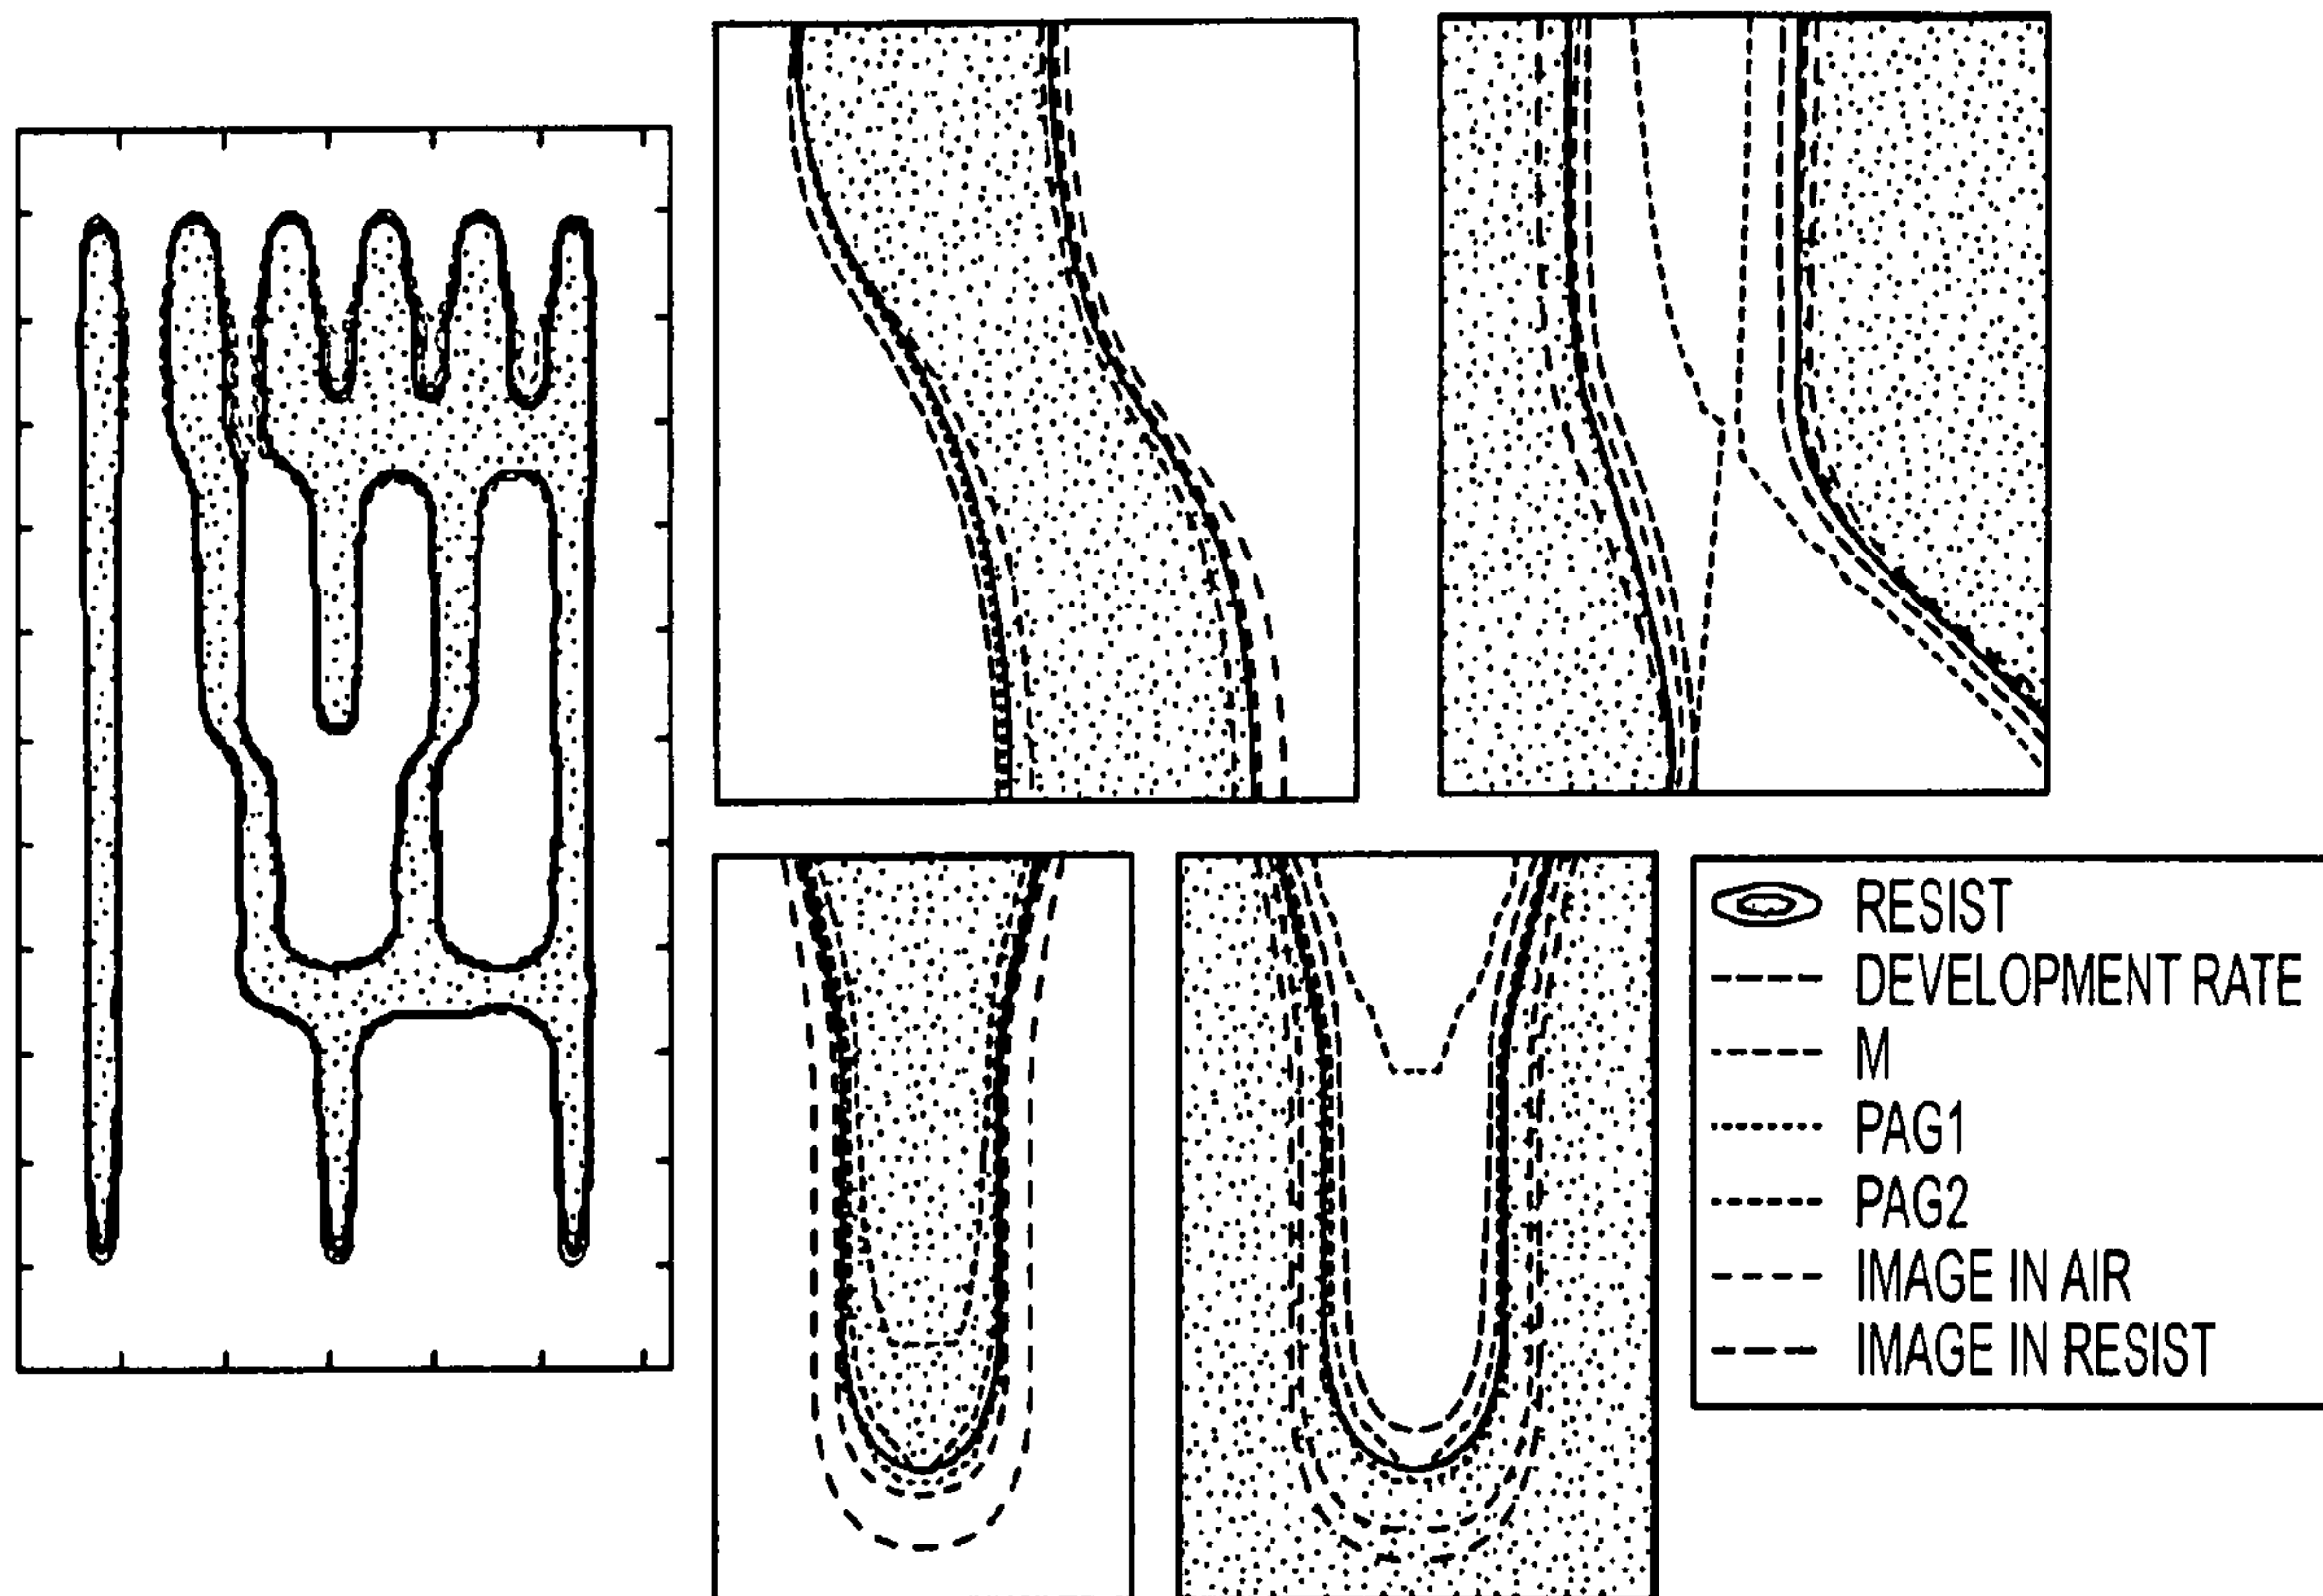 RESIST
DEVELOPMENT RATE
M
PAG1
PAG2
IMAGE IN AIR
IMAGE IN RESIST